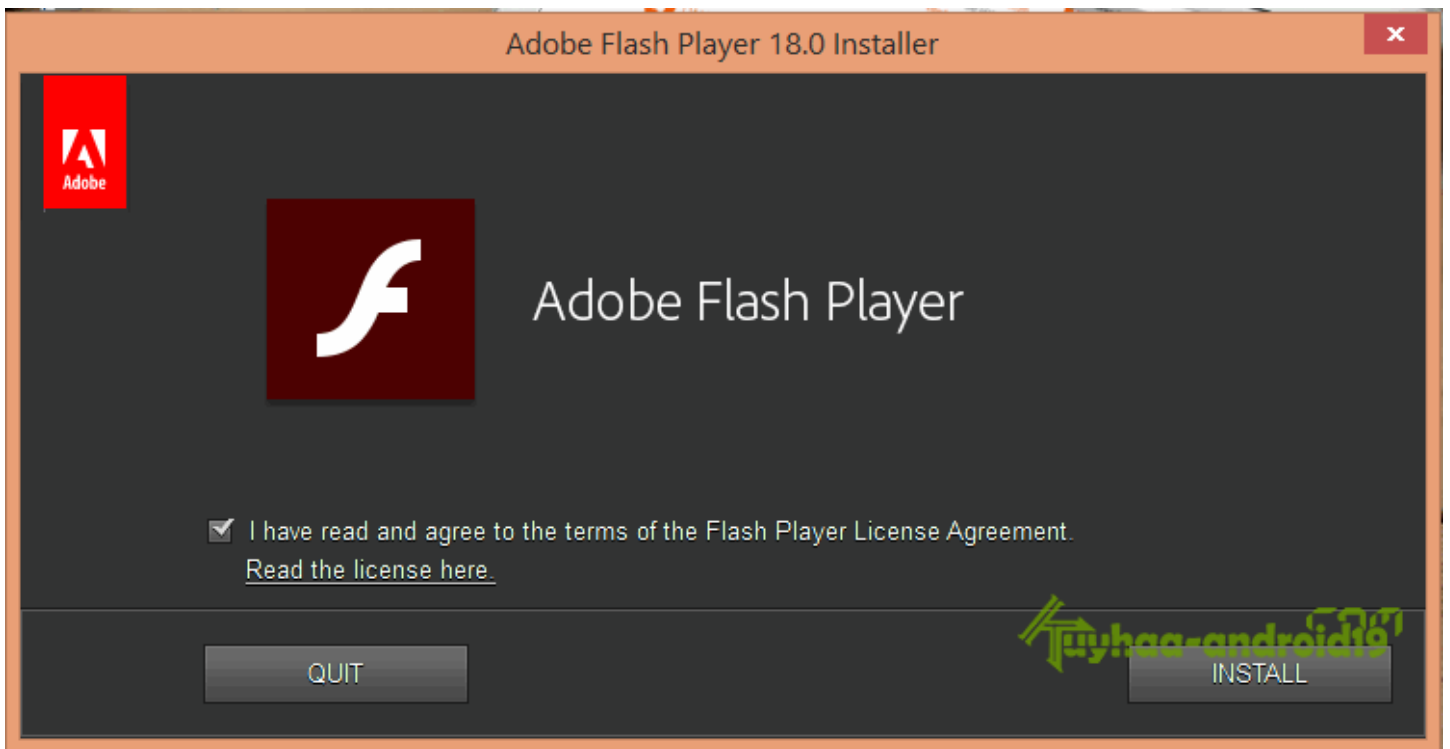 Adobe Flash Player 18.0 Installer
Adobe
Adobe Flash Player
I have read and agree to the terms of the Flash Player License Agreement.
Read the license here.
Kuyhaa-android19
.com
QUIT
INSTALL